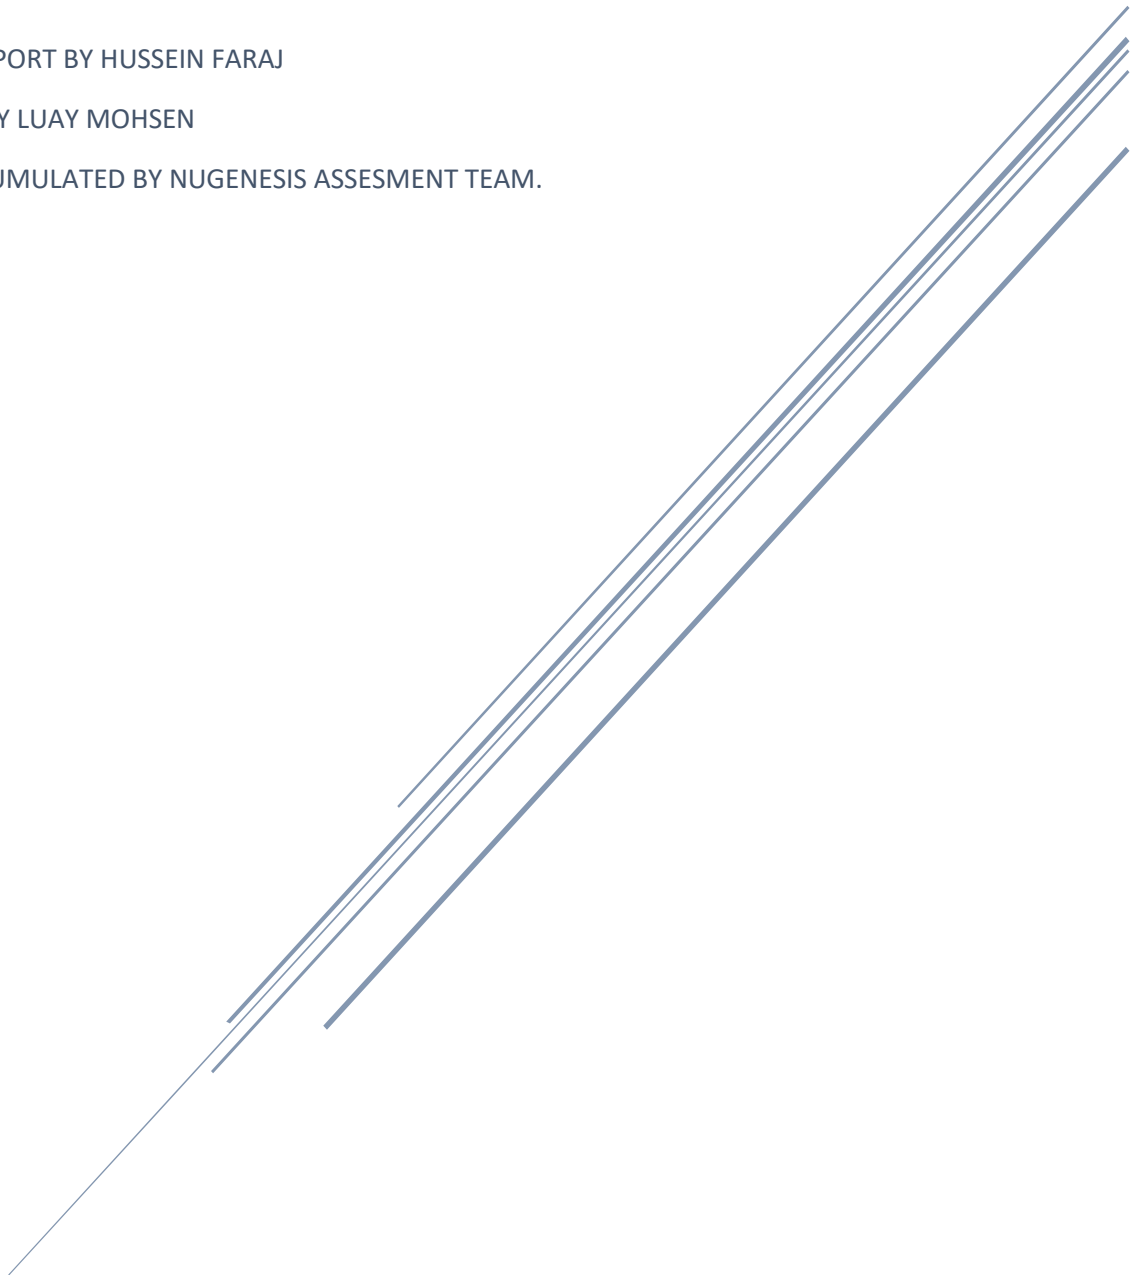 PORT BY HUSSEIN FARAJ
Y LUAY MOHSEN
UMULATED BY NUGENESIS ASSESMENT TEAM.